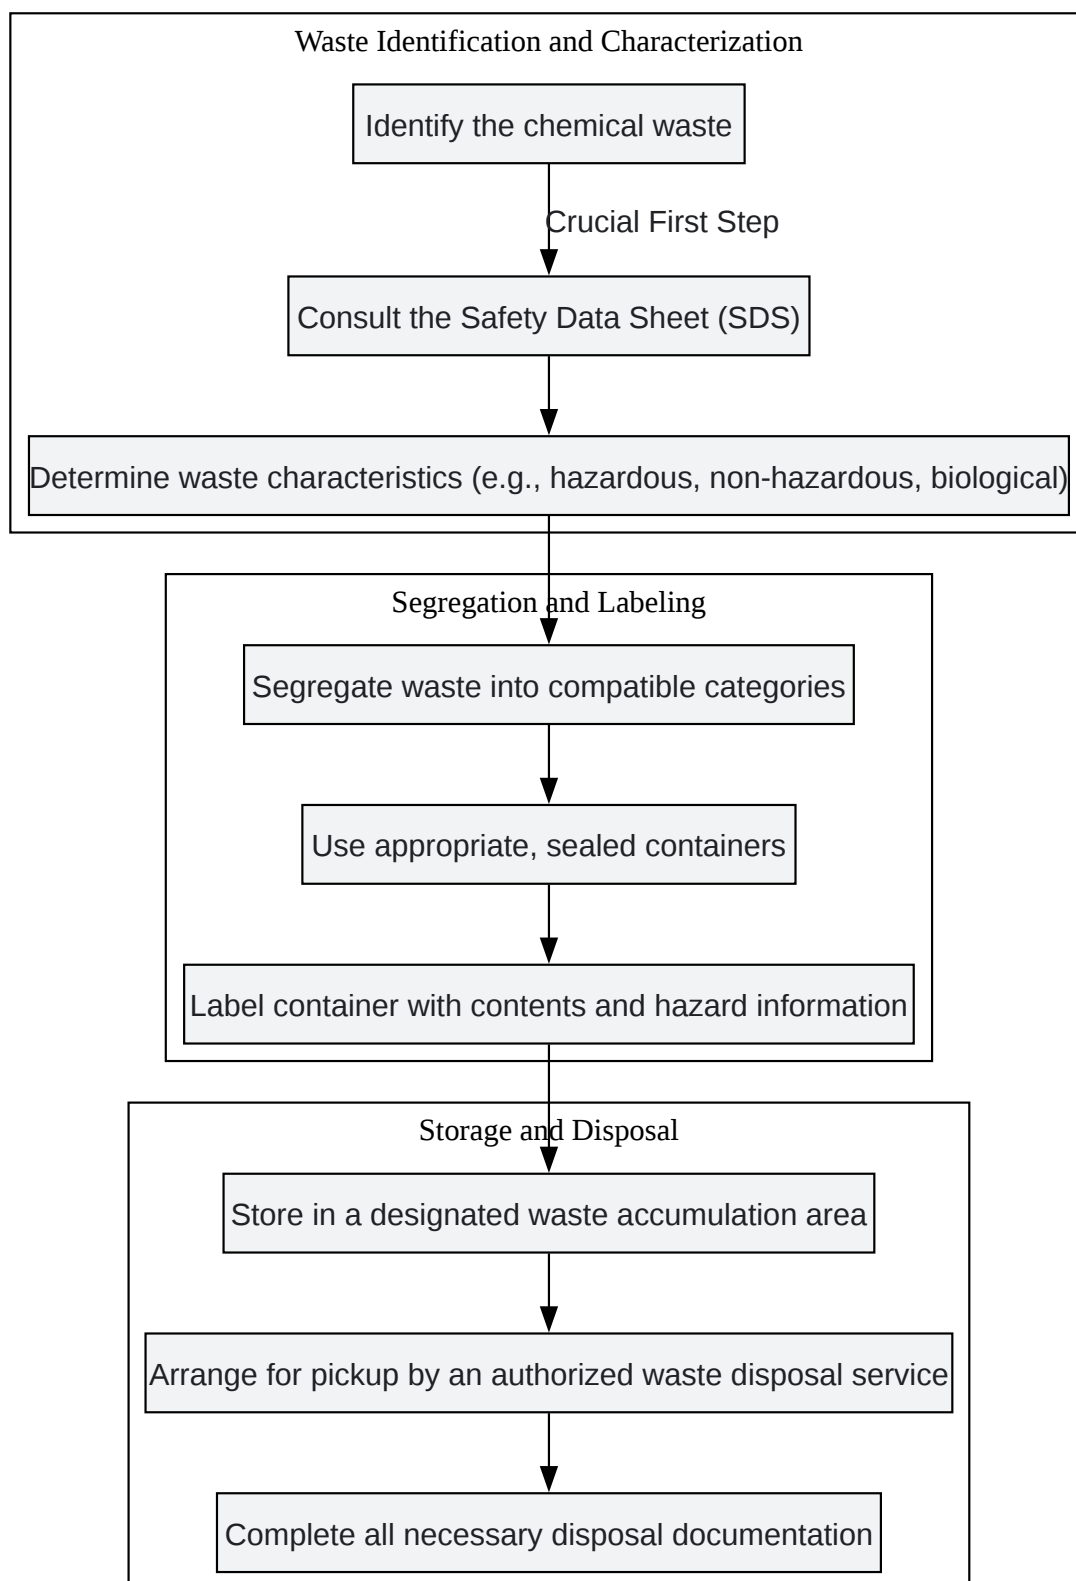 Waste Identification and Characterization
Identify the chemical waste
Crucial First Step
Consult the Safety Data Sheet (SDS)
Determine waste characteristics (e.g., hazardous, non-hazardous, biological)
Segregation and Labeling
Segregate waste into compatible categories
Use appropriate, sealed containers
Label container with contents and hazard information
Storage and Disposal
Store in a designated waste accumulation area
Arrange for pickup by an authorized waste disposal service
Complete all necessary disposal documentation